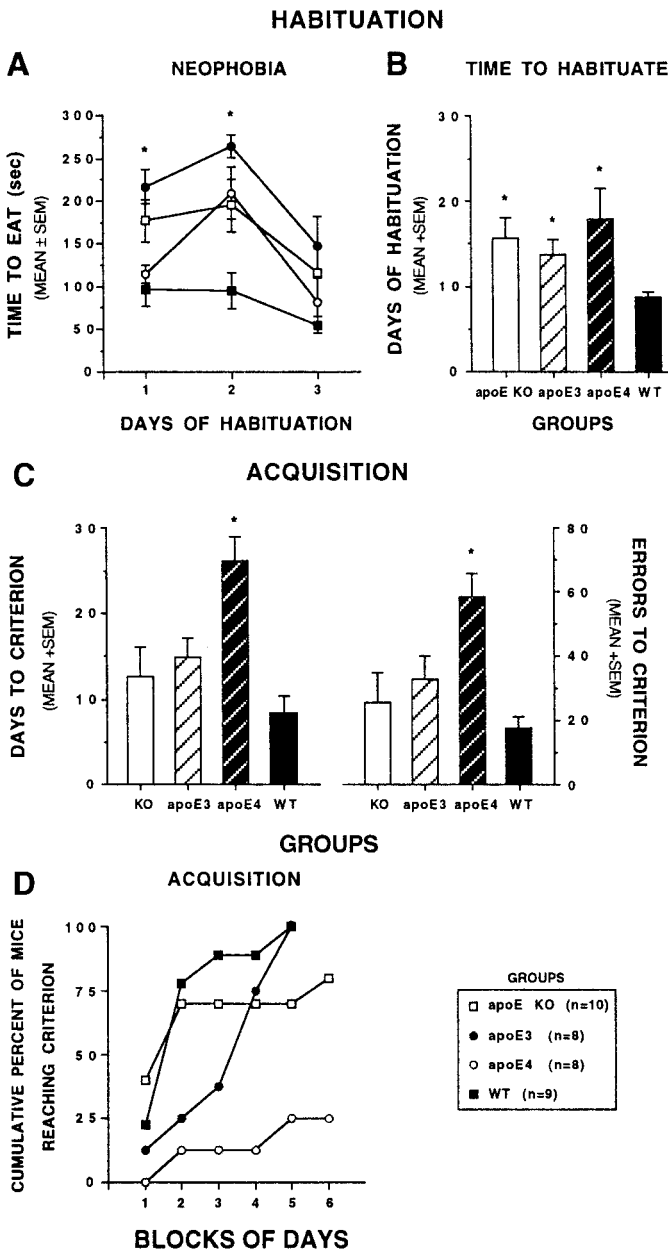 HABITUATION
A
NEOPHOBIA
TIME TO EAT (sec)
(MEAN ± SEM)
300
250
200
150
100
50
0
*
*
1 2 3
DAYS OF HABITUATION
B
TIME TO HABITUATE
DAYS OF HABITUATION
(MEAN +SEM)
30
20
10
0
*
*
*
apoE KO apoE3 apoE4 WT
GROUPS
C
ACQUISITION
DAYS TO CRITERION
(MEAN +SEM)
30
20
10
0
*
KO apoE3 apoE4 WT
*
KO apoE3 apoE4 WT
80
60
40
20
0
ERRORS TO CRITERION
(MEAN +SEM)
GROUPS
D
ACQUISITION
CUMULATIVE PERCENT OF MICE
REACHING CRITERION
100
75
50
25
0
1 2 3 4 5 6
BLOCKS OF DAYS
GROUPS
apoE KO (n=10)
apoE3 (n=8)
apoE4 (n=8)
WT (n=9)